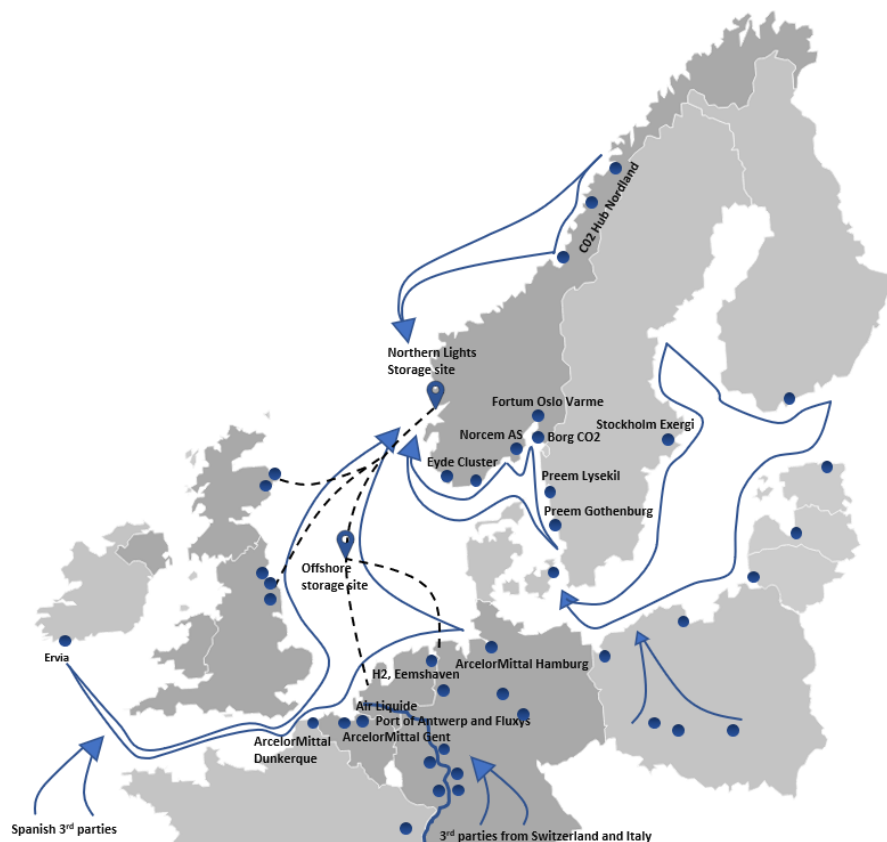 C02 Hub Nordland
Northern Lights
Storage site
Fortum Oslo Varme
Stockholm Exergi
Norcem AS
Borg CO2
Eyde Cluster
Preem Lysekil
Preem Gothenburg
Offshore
storage site
Ervia
H2, Eemshaven
ArcelorMittal Hamburg
Air Liquide
Port of Antwerp and Fluxys
ArcelorMittal Gent
ArcelorMittal
Dunkerque
Spanish 3rd parties
3rd parties from Switzerland and Italy